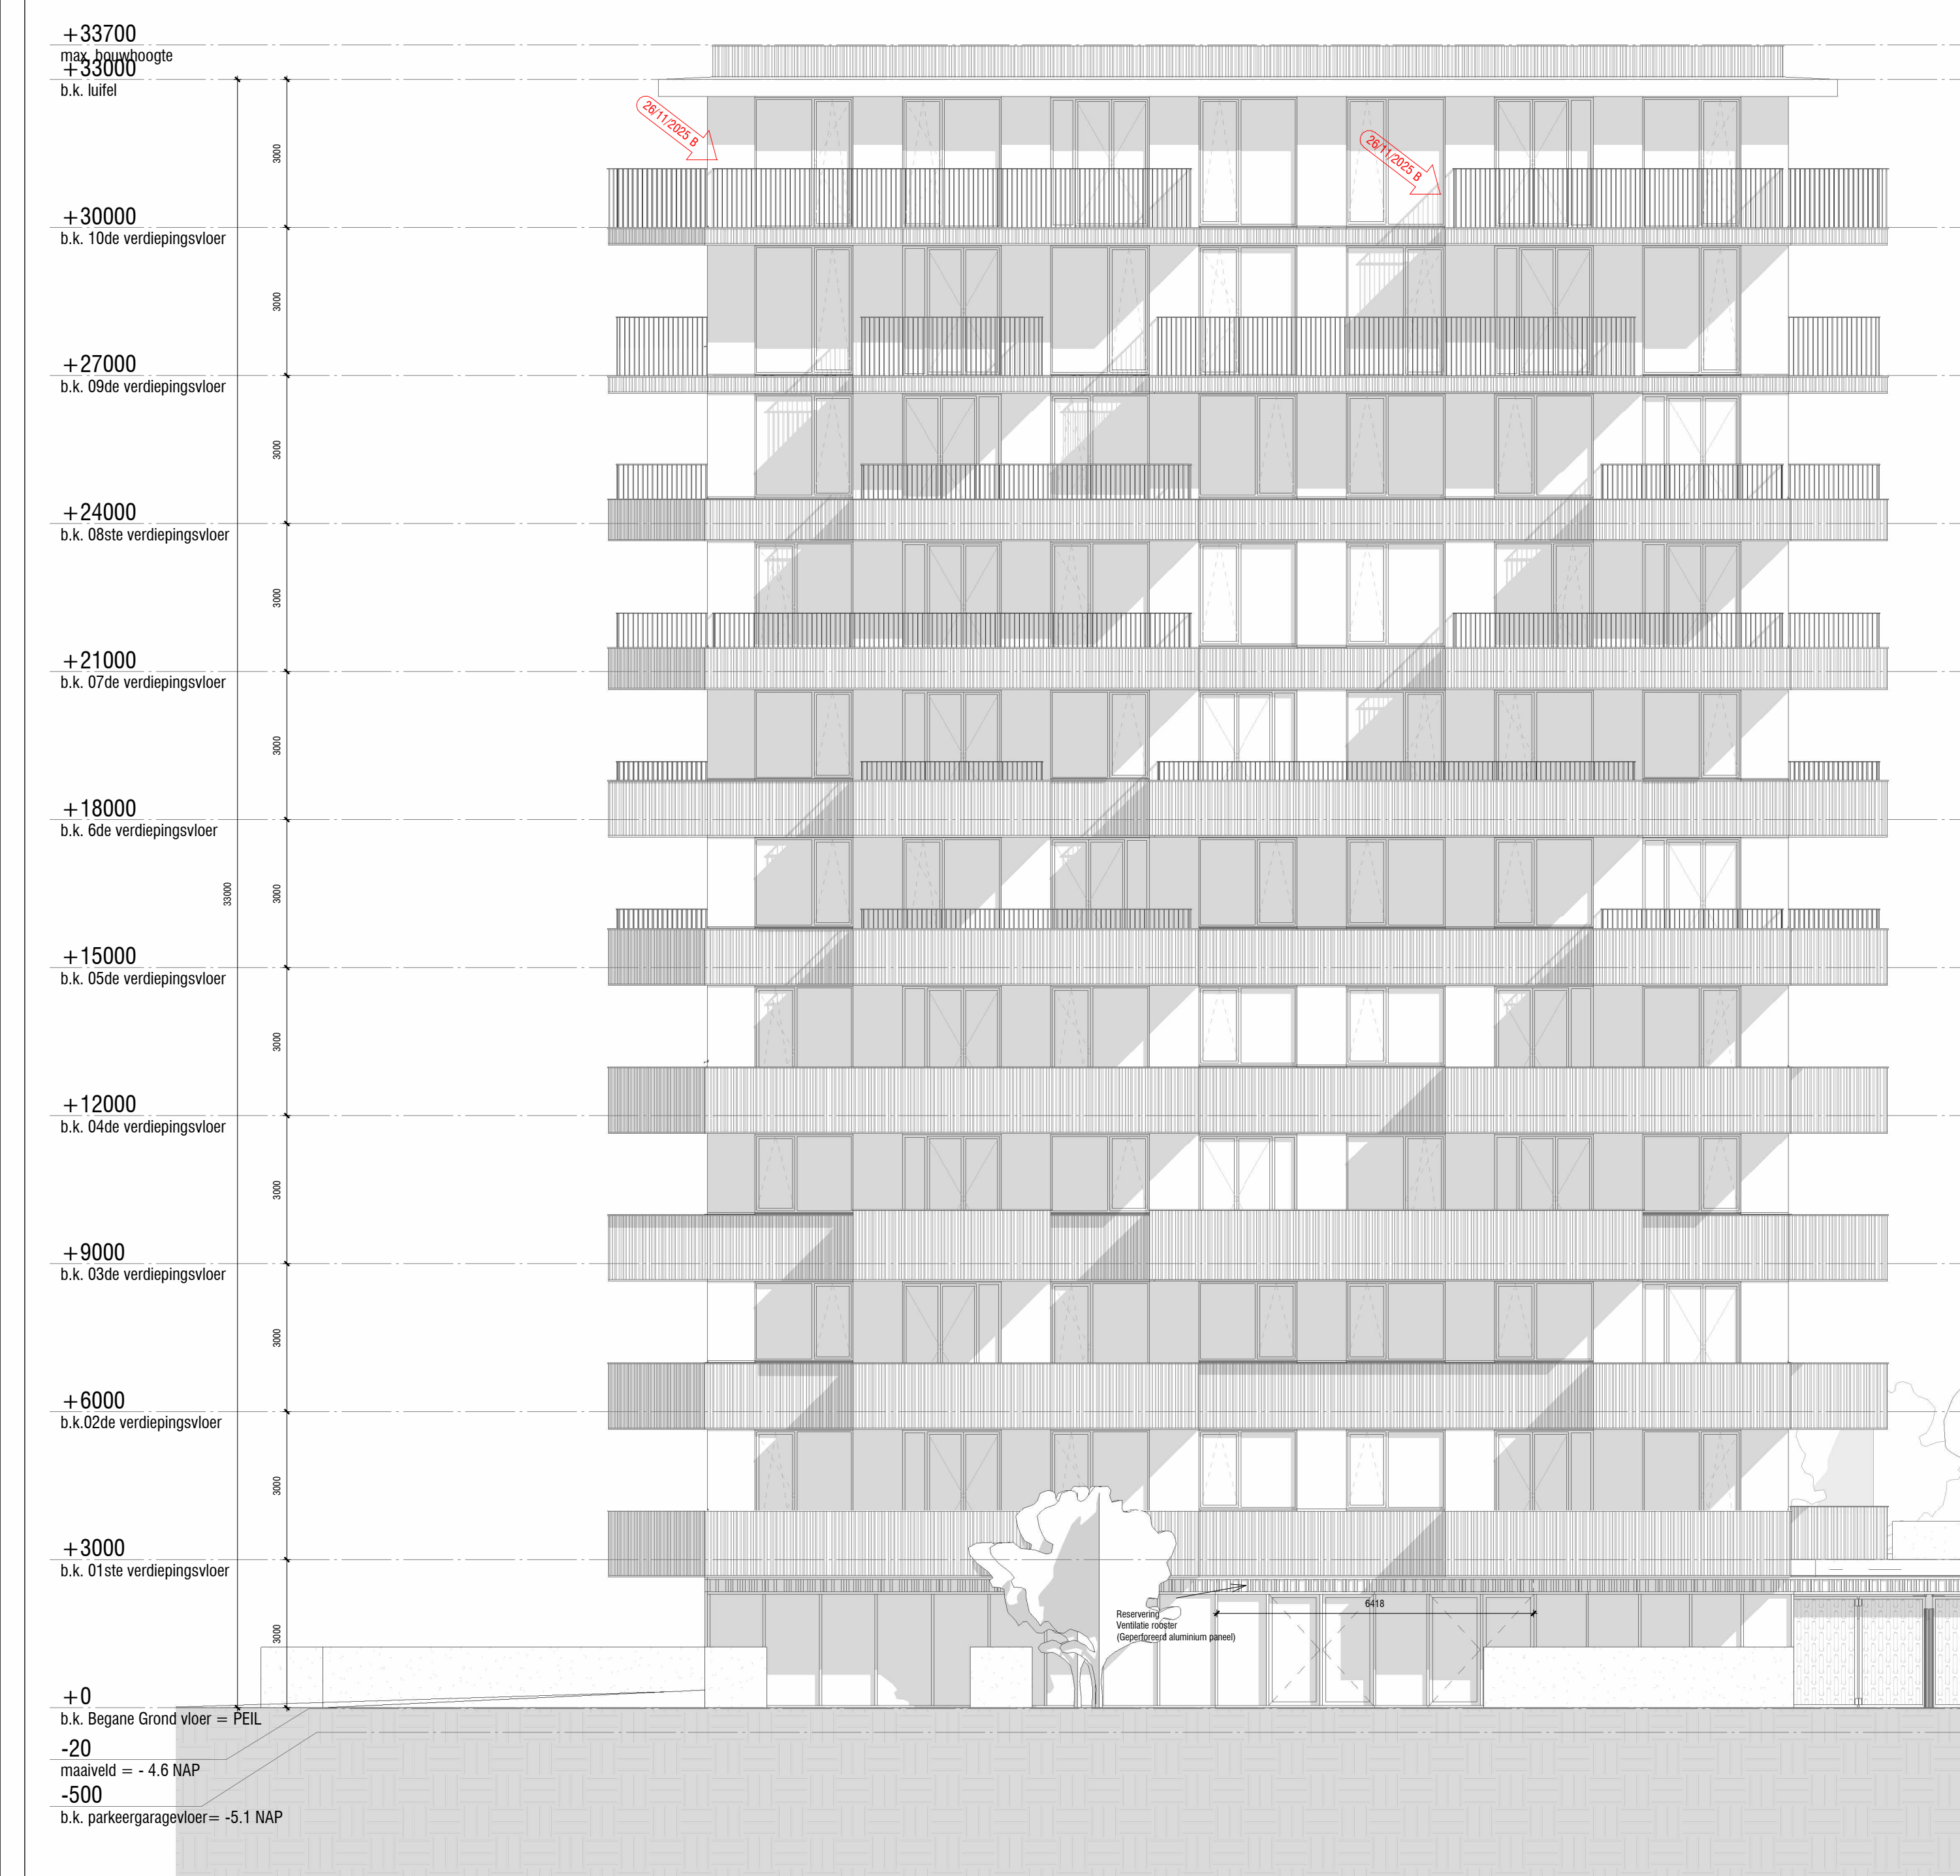 +33700
max. bouwhoogte
+33000
b.k. luifel
26/11/2025 B
26/11/2025 B
3000
+30000
b.k. 10de verdiepingsvloer
3000
+27000
b.k. 09de verdiepingsvloer
3000
+24000
b.k. 08ste verdiepingsvloer
3000
+21000
b.k. 07de verdiepingsvloer
3000
+18000
b.k. 6de verdiepingsvloer
33000
3000
+15000
b.k. 05de verdiepingsvloer
3000
+12000
b.k. 04de verdiepingsvloer
3000
+9000
b.k. 03de verdiepingsvloer
3000
+6000
b.k.02de verdiepingsvloer
3000
+3000
b.k. 01ste verdiepingsvloer
6418
Reservering
Ventilatie rooster
(Geperforeerd aluminium paneel)
3000
+0
b.k. Begane Grond vloer = PEIL
-20
maaiveld = - 4.6 NAP
-500
b.k. parkeergaragevloer= -5.1 NAP